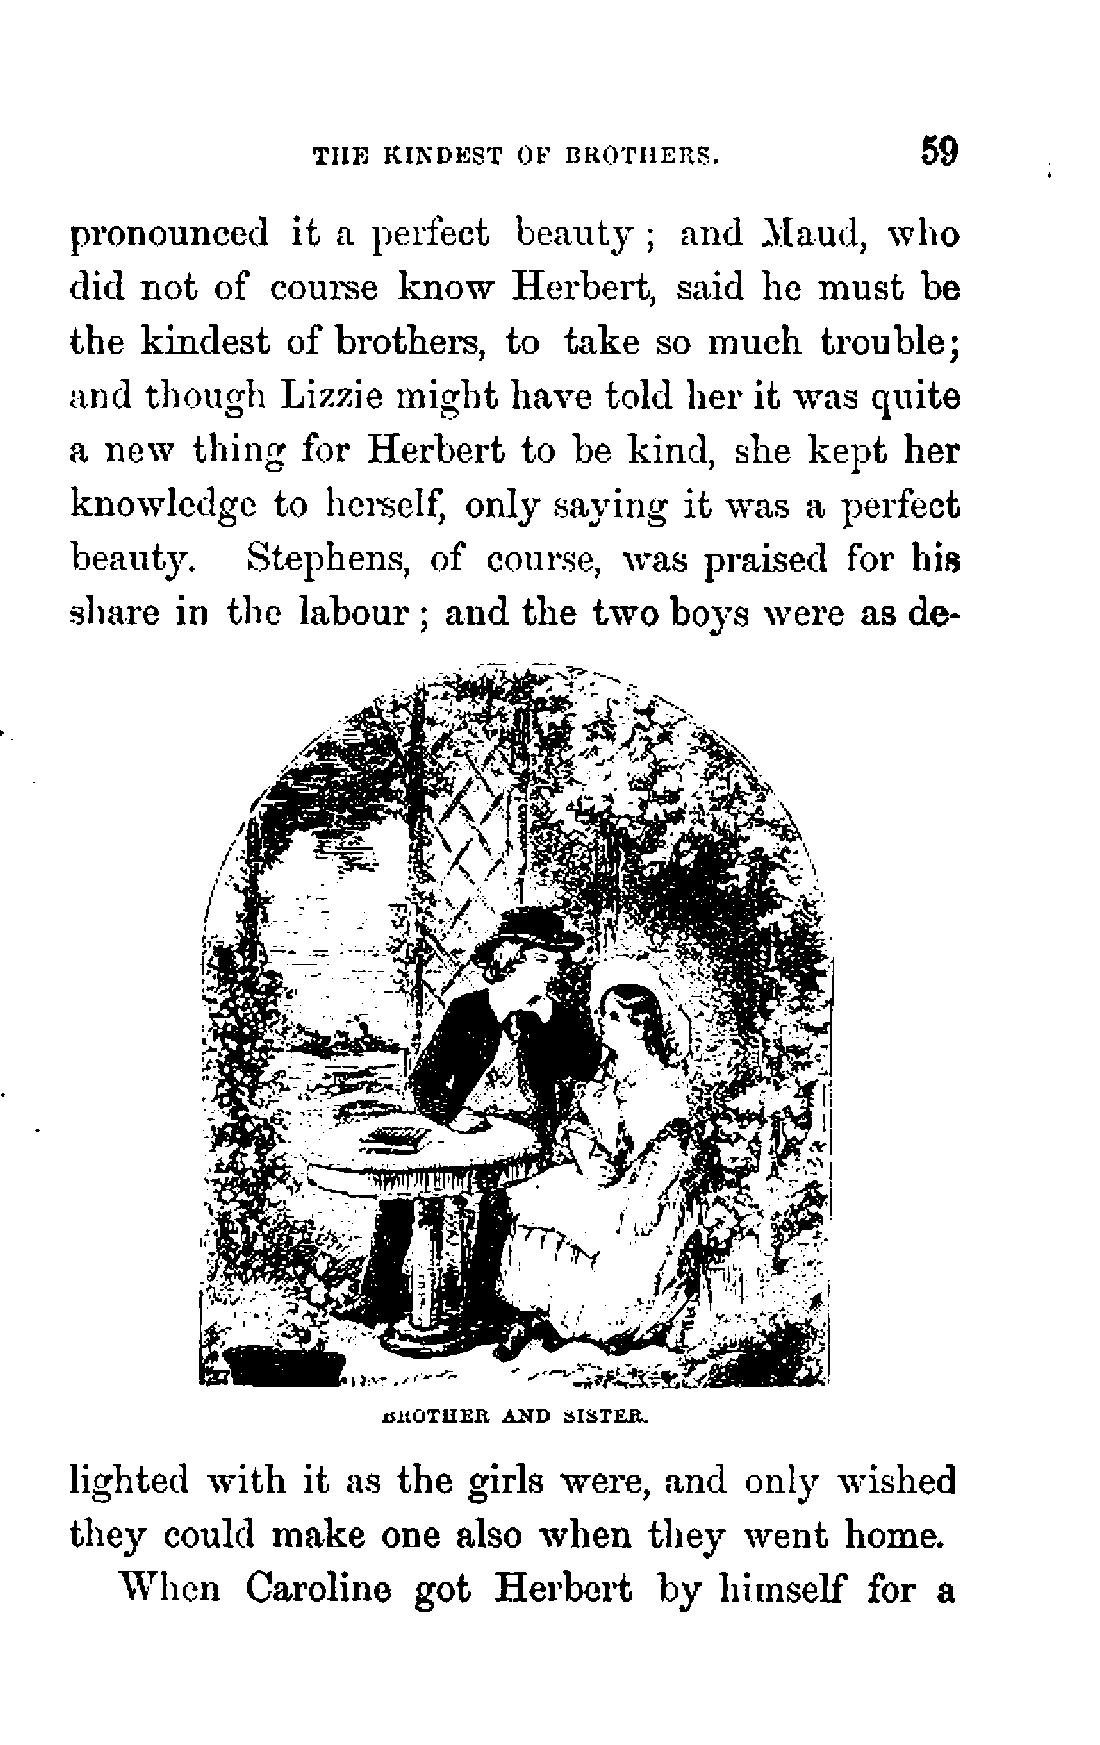 THE KINDEST OF BROTHERS. 59
pronounced it a perfect beauty ; and Maud, who
did not of course know Herbert, said he must be
the kindest of brothers, to take so much trouble;
and though Lizzie might have told her it was quite
a new thing for Herbert to be kind, she kept her
knowledge to herself, only saying it was a perfect
beauty. Stephens, of course, was praised for his
share in the labour ; and the two boys were as de-
BROTHER AND SISTER.
lighted with it as the girls were, and only wished
they could make one also when they went home.
When Caroline got Herbert by himself for a